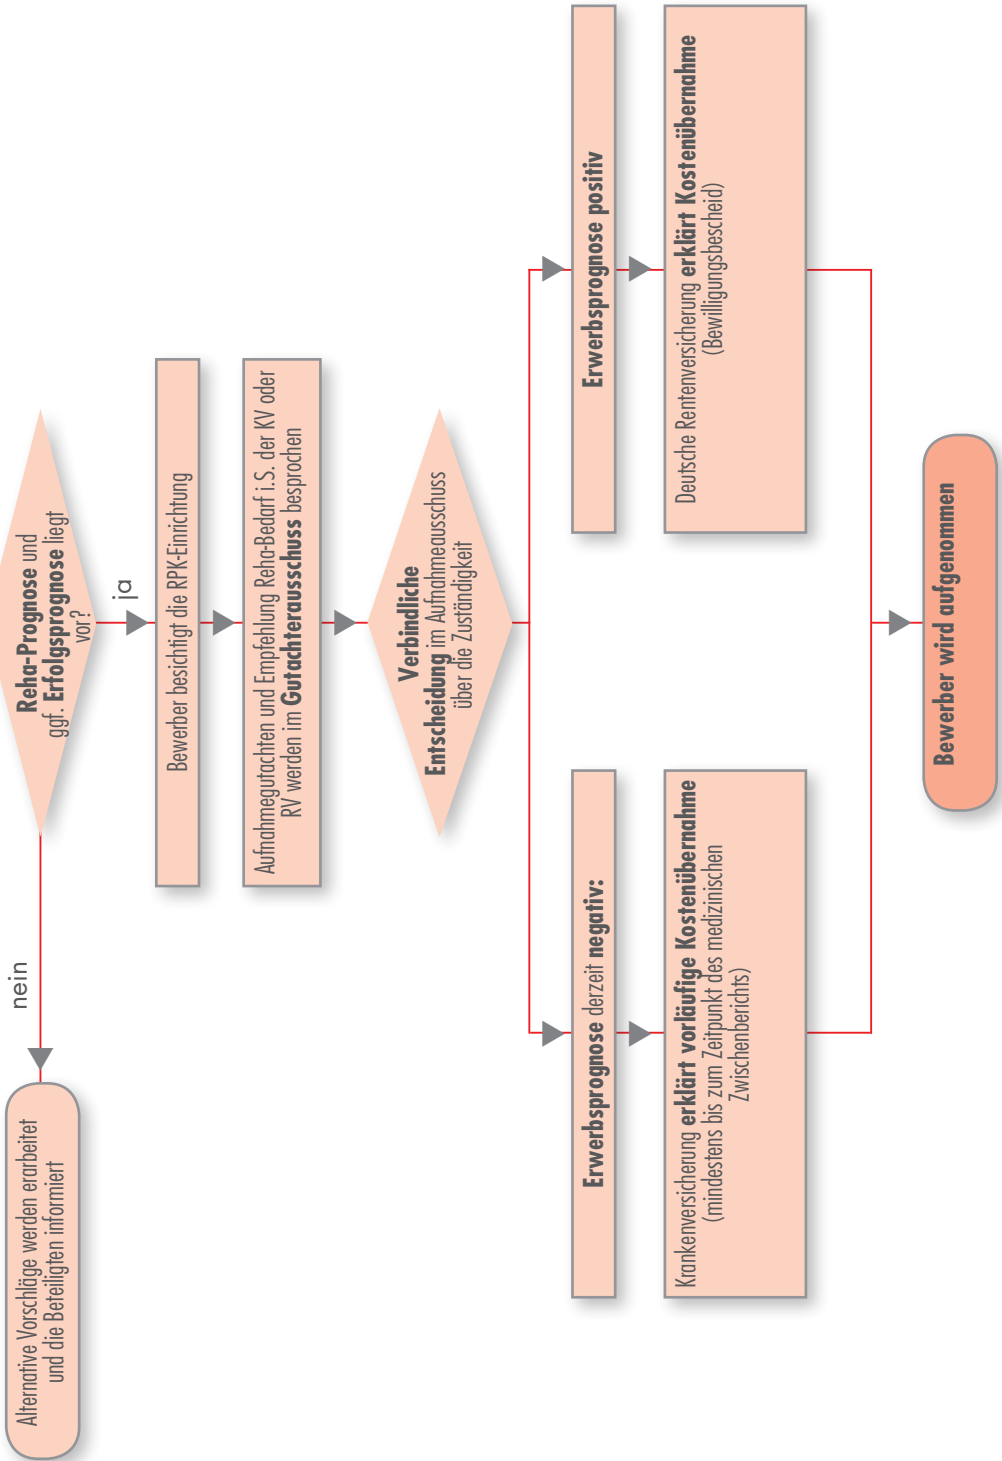 Reha-Prognose und
ggf. Erfolgsprognose liegt
vor?
nein
ja
Alternative Vorschläge werden erarbeitet
und die Beteiligten informiert
Bewerber besichtigt die RPK-Einrichtung
Aufnahmegutachten und Empfehlung Reha-Bedarf i.S. der KV oder
RV werden im Gutachterausschuss besprochen
Verbindliche
Entscheidung im Aufnahmeausschuss
über die Zuständigkeit
Erwerbsprognose derzeit negativ:
Krankenversicherung erklärt vorläufige Kostenübernahme
(mindestens bis zum Zeitpunkt des medizinischen
Zwischenberichts)
Erwerbsprognose positiv
Deutsche Rentenversicherung erklärt Kostenübernahme
(Bewilligungsbescheid)
Bewerber wird aufgenommen